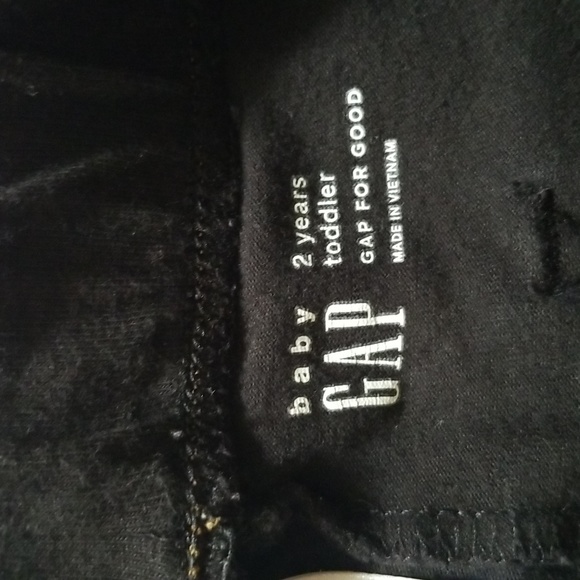 baby
GAP
2 years
toddler
GAP FOR GOOD
MADE IN VIETNAM